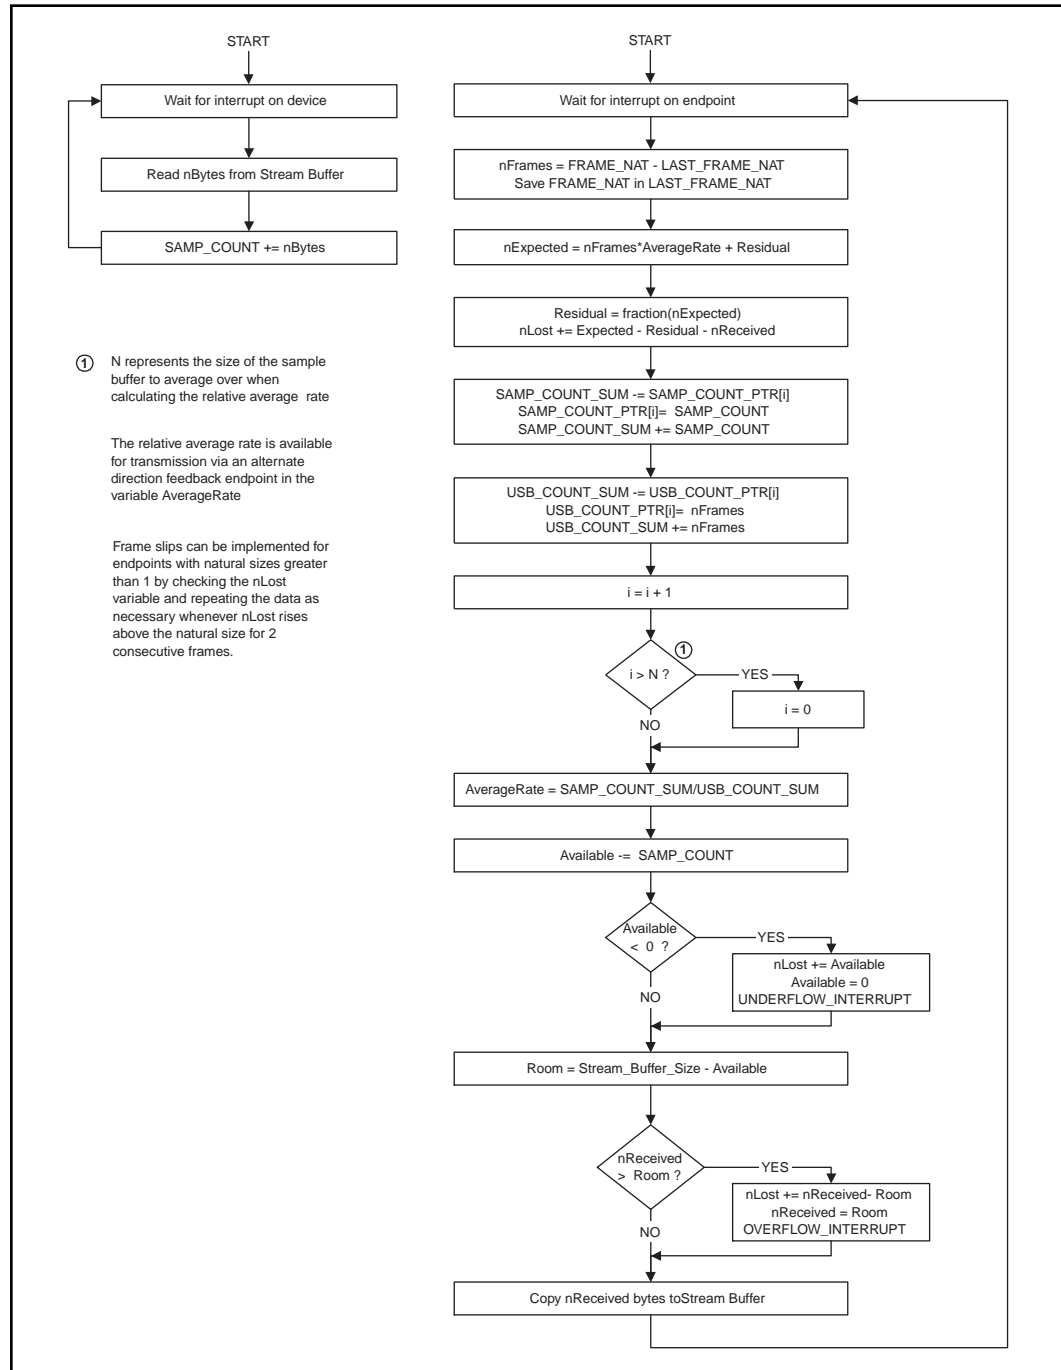 START
Wait for interrupt on device
Read nBytes from Stream Buffer
SAMP_COUNT += nBytes
① N represents the size of the sample
buffer to average over when
calculating the relative average rate
The relative average rate is available
for transmission via an alternate
direction feedback endpoint in the
variable AverageRate
Frame slips can be implemented for
endpoints with natural sizes greater
than 1 by checking the nLost
variable and repeating the data as
necessary whenever nLost rises
above the natural size for 2
consecutive frames.
START
Wait for interrupt on endpoint
nFrames = FRAME_NAT - LAST_FRAME_NAT
Save FRAME_NAT in LAST_FRAME_NAT
nExpected = nFrames*AverageRate + Residual
Residual = fraction(nExpected)
nLost += Expected - Residual - nReceived
SAMP_COUNT_SUM -= SAMP_COUNT_PTR[i]
SAMP_COUNT_PTR[i]= SAMP_COUNT
SAMP_COUNT_SUM += SAMP_COUNT
USB_COUNT_SUM -= USB_COUNT_PTR[i]
USB_COUNT_PTR[i]= nFrames
USB_COUNT_SUM += nFrames
i = i + 1
①
i > N ?
YES
i = 0
NO
AverageRate = SAMP_COUNT_SUM/USB_COUNT_SUM
Available -= SAMP_COUNT
Available
< 0 ?
YES
nLost += Available
Available = 0
UNDERFLOW_INTERRUPT
NO
Room = Stream_Buffer_Size - Available
nReceived
> Room ?
YES
nLost += nReceived- Room
nReceived = Room
OVERFLOW_INTERRUPT
NO
Copy nReceived bytes toStream Buffer